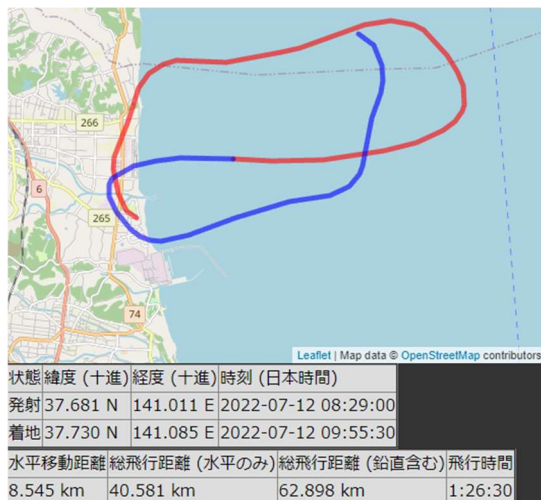 266
6
265
74
Leaflet | Map data © OpenStreetMap contributors
状態 緯度 (十進) 経度 (十進) 時刻 (日本時間)
発射 37.681 N 141.011 E 2022-07-12 08:29:00
着地 37.730 N 141.085 E 2022-07-12 09:55:30
水平移動距離 総飛行距離 (水平のみ) 総飛行距離 (鉛直含む) 飛行時間
8.545 km 40.581 km 62.898 km 1:26:30